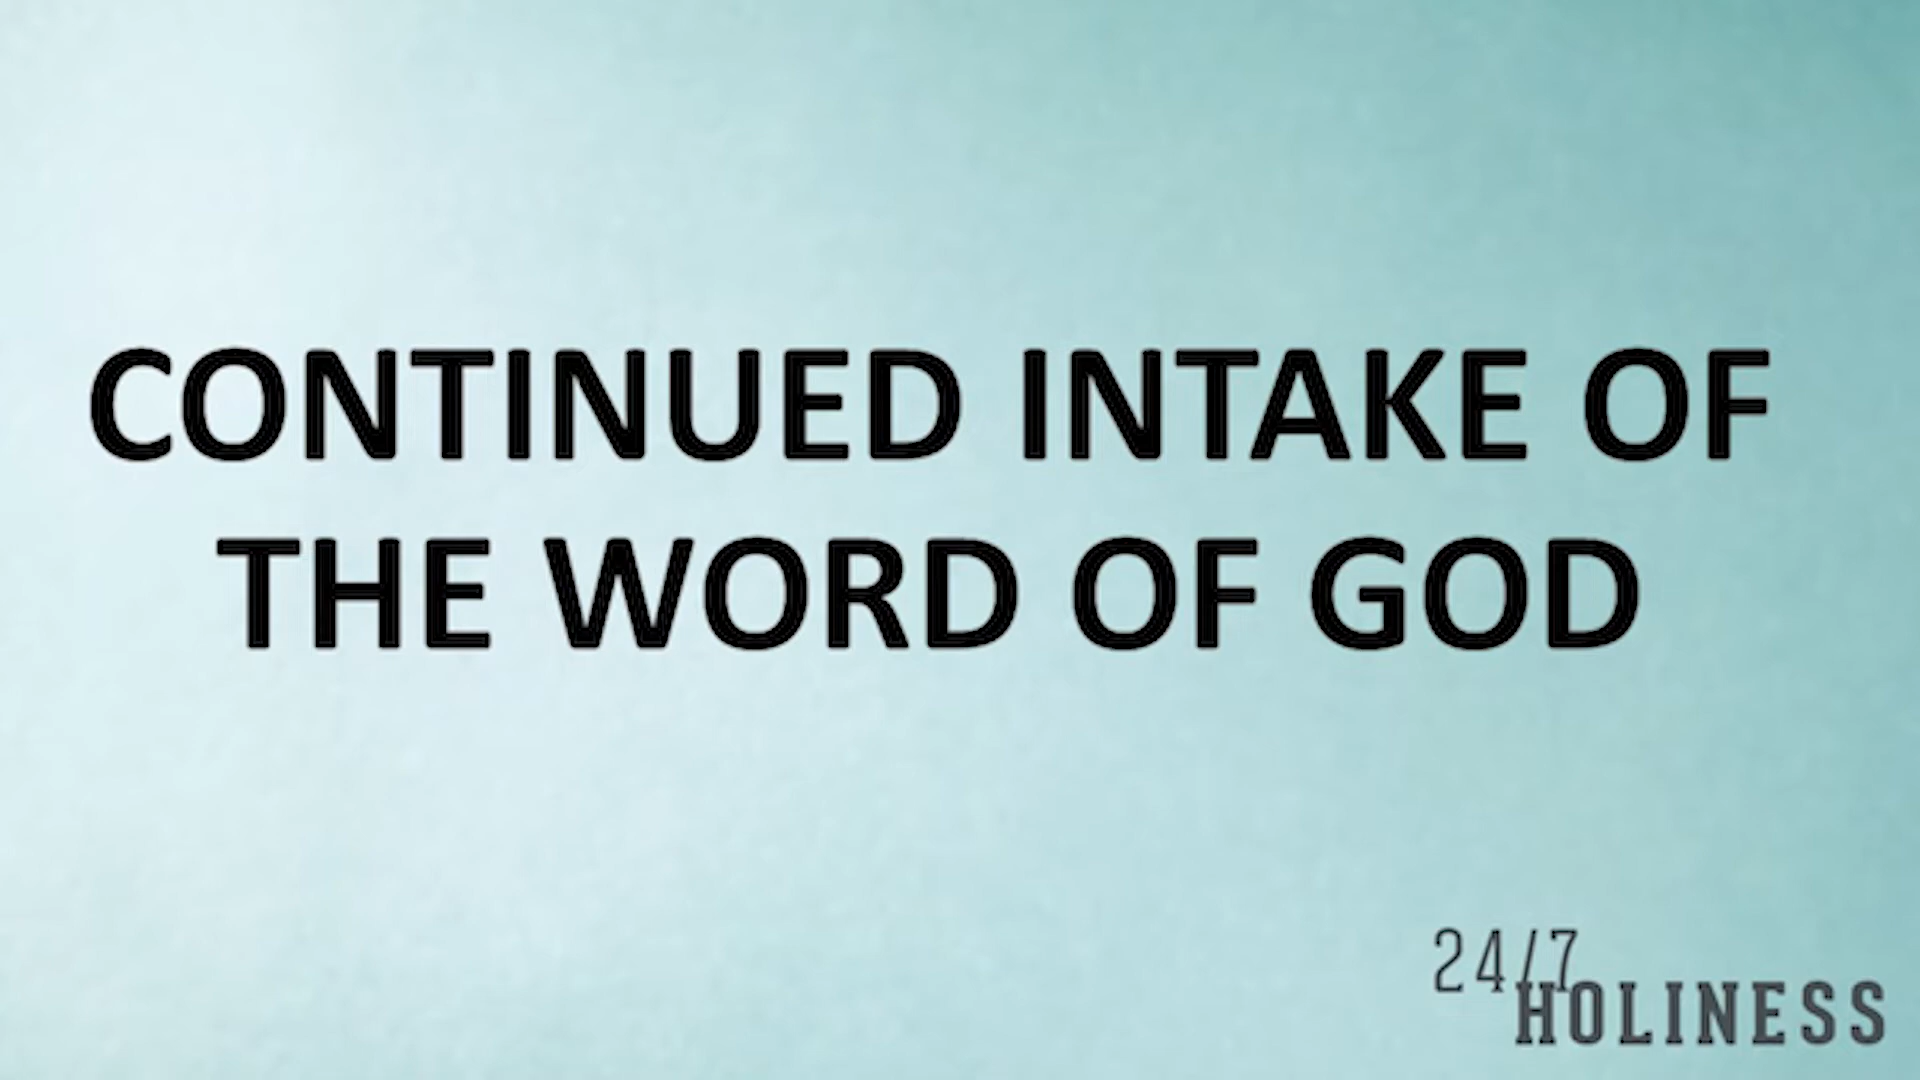 CONTINUED INTAKE OF
THE WORD OF GOD
24/7
HOLINESS